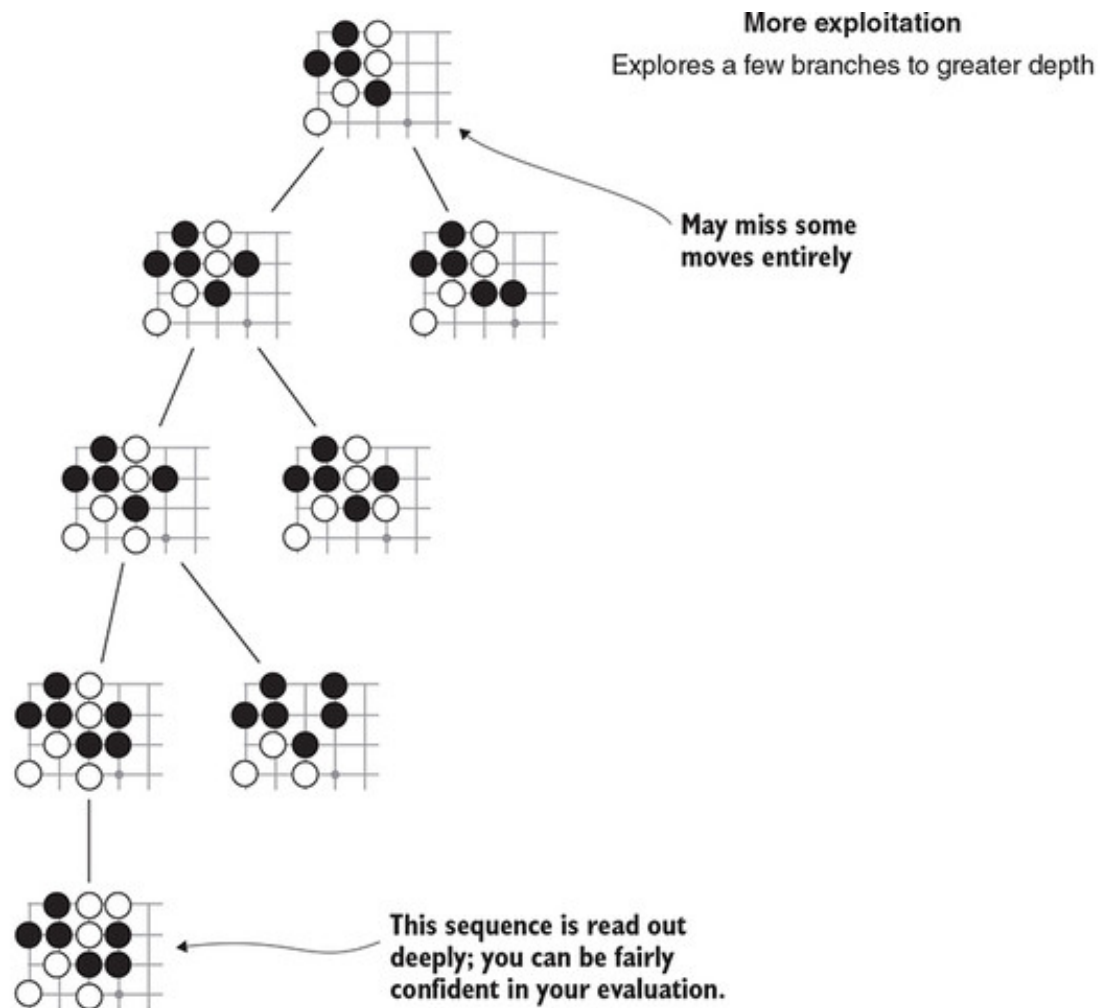 More exploitation
Explores a few branches to greater depth
May miss some
moves entirely
This sequence is read out
deeply; you can be fairly
confident in your evaluation.